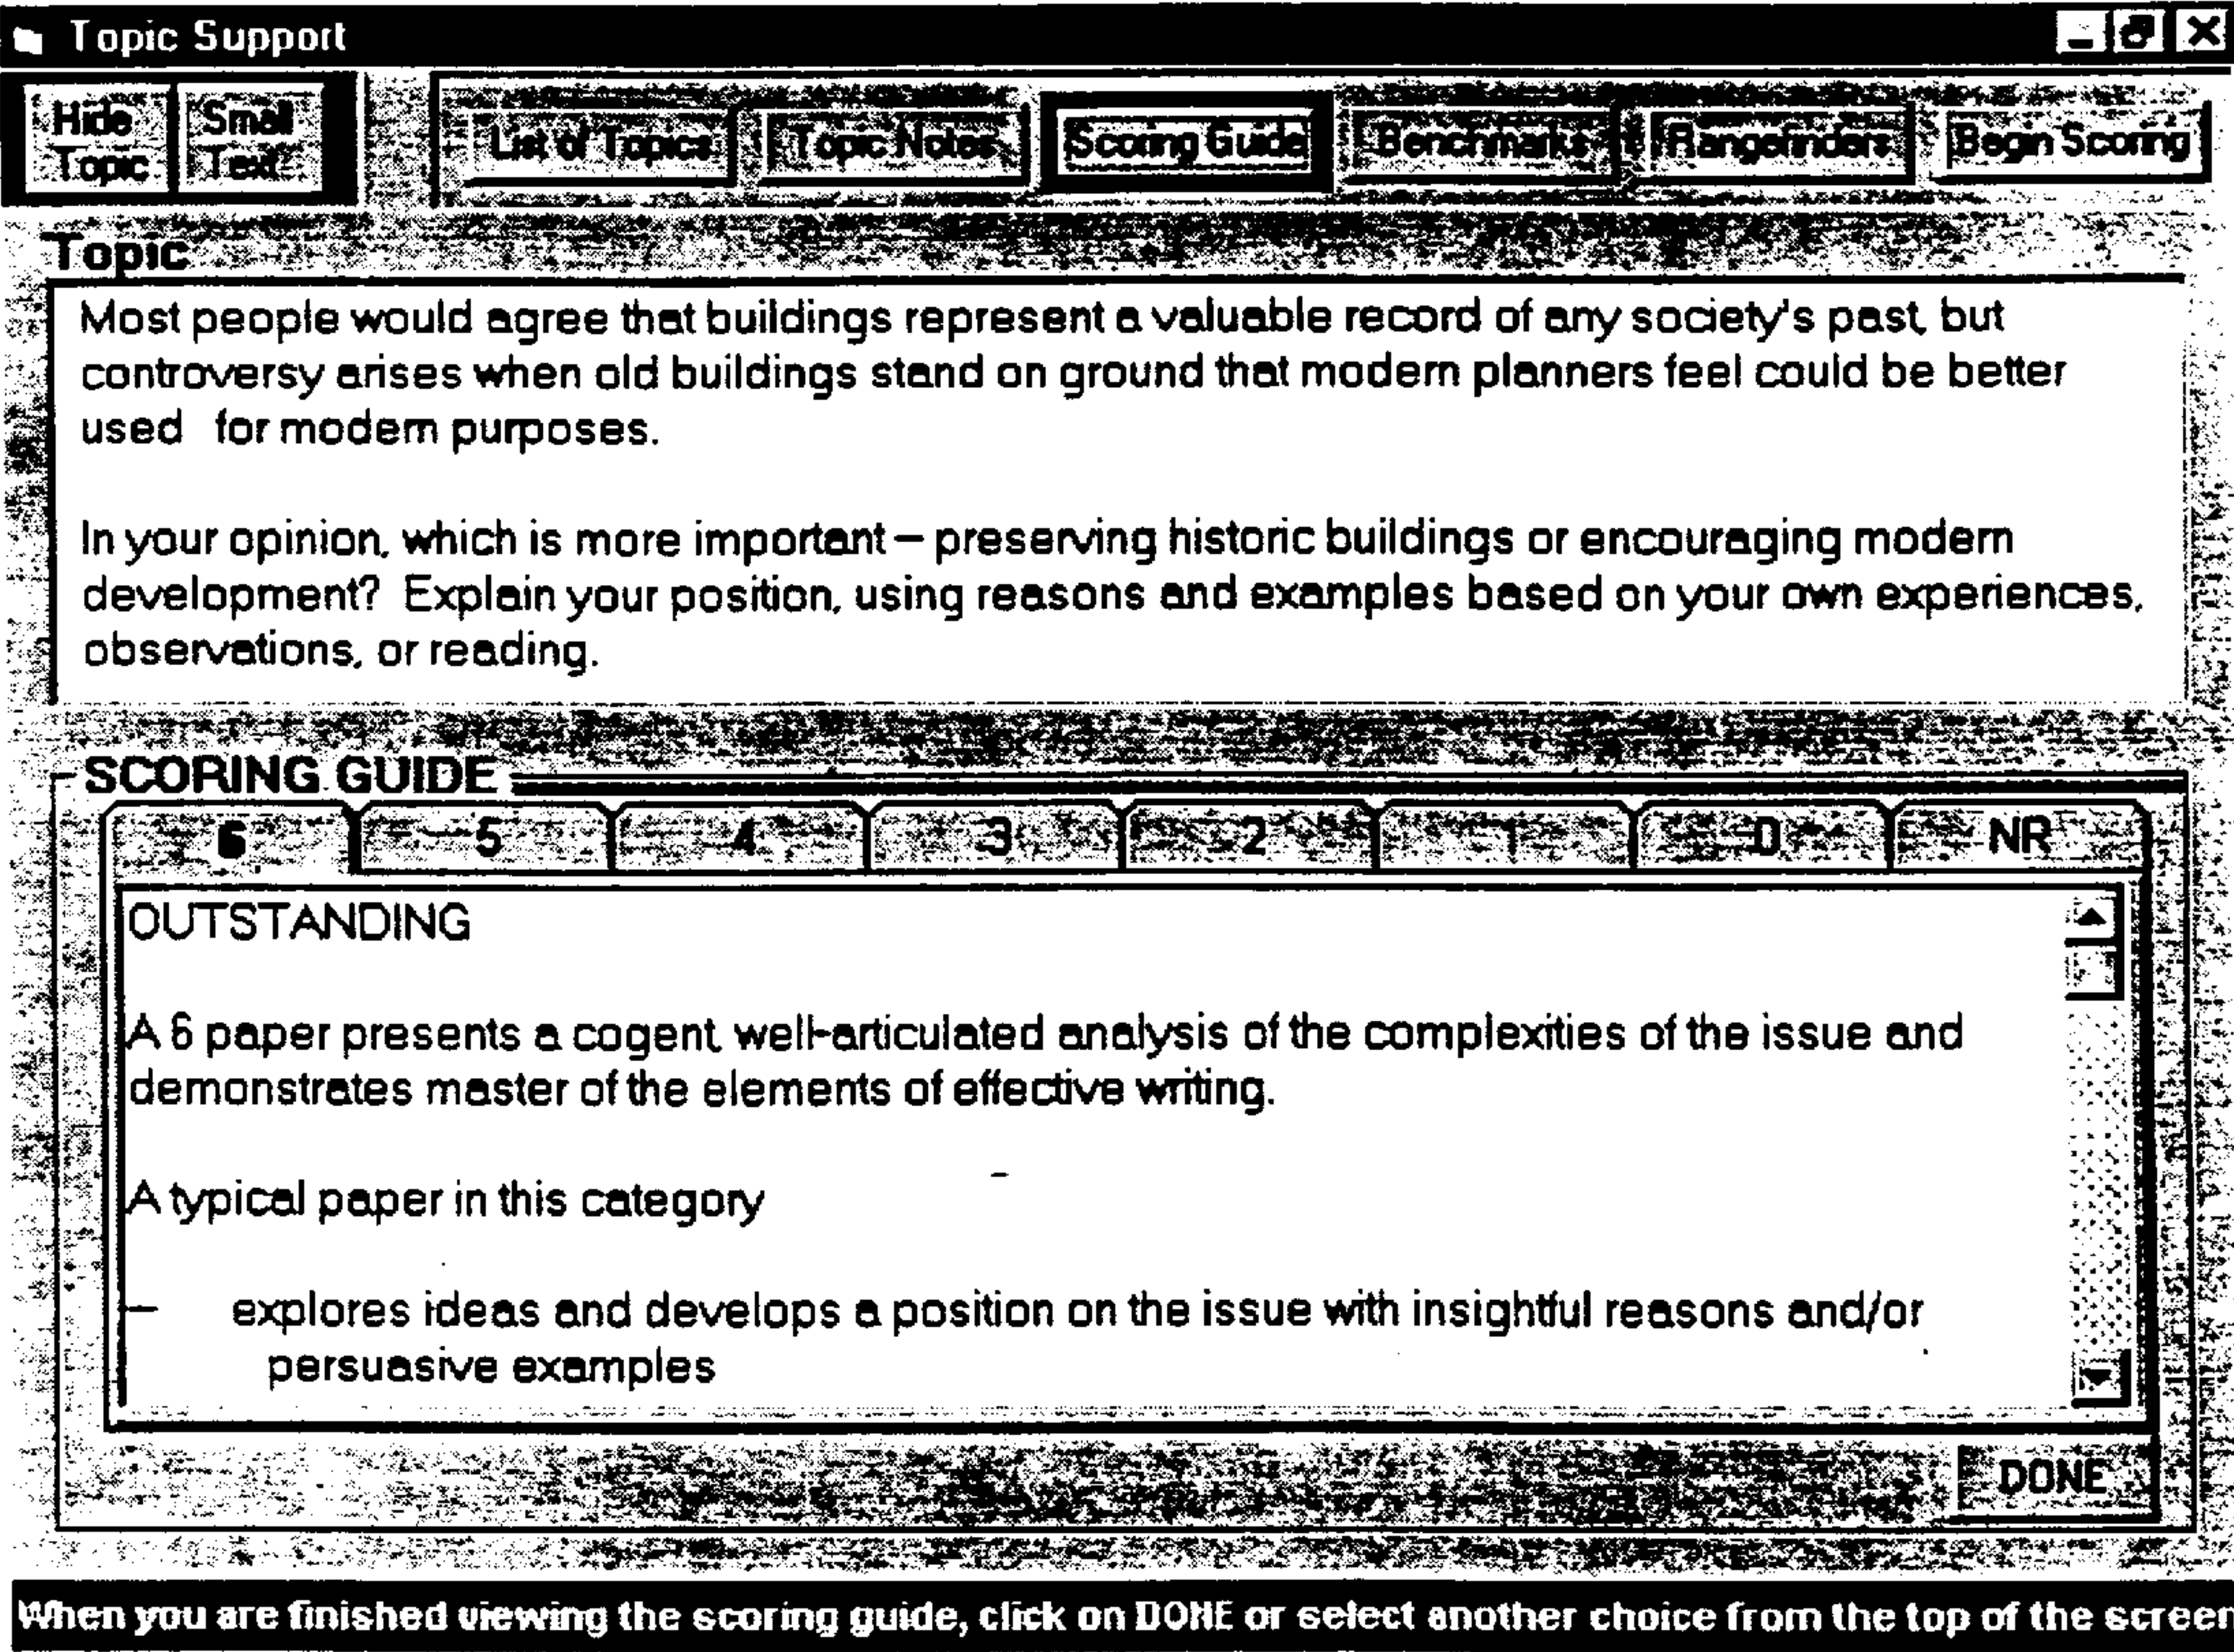 Topic Support
Hide Topic
Small Text
List of Topics
Topic Notes
Scoring Guide
Benchmarks
Rangefinders
Begin Scoring
Topic
Most people would agree that buildings represent a valuable record of any society's past, but
controversy arises when old buildings stand on ground that modern planners feel could be better
used for modern purposes.
In your opinion, which is more important – preserving historic buildings or encouraging modern
development? Explain your position, using reasons and examples based on your own experiences,
observations, or reading.
SCORING GUIDE
6 5 4 3 2 1 0 NR
OUTSTANDING
A 6 paper presents a cogent, well-articulated analysis of the complexities of the issue and
demonstrates master of the elements of effective writing.
A typical paper in this category
— explores ideas and develops a position on the issue with insightful reasons and/or
persuasive examples
DONE
When you are finished viewing the scoring guide, click on DONE or select another choice from the top of the screen